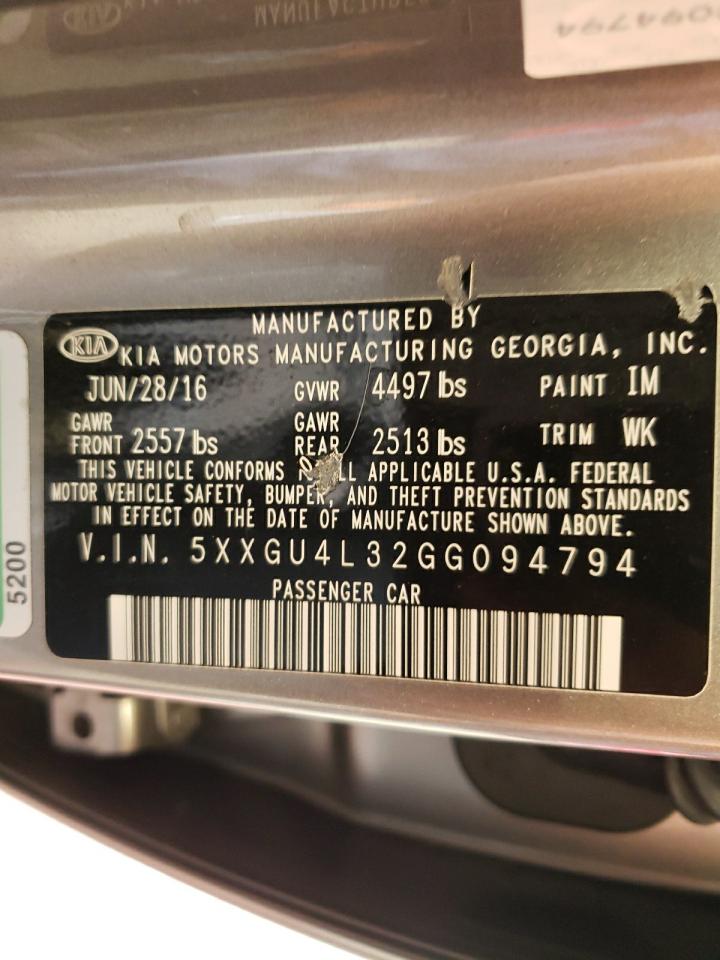 094794
MANUFACTURED BY
KIA KIA MOTORS MANUFACTURING GEORGIA, INC.
JUN/28/16 GVWR 4497 lbs PAINT IM
GAWR FRONT 2557 lbs GAWR REAR 2513 lbs TRIM WK
THIS VEHICLE CONFORMS ALL APPLICABLE U.S.A. FEDERAL
MOTOR VEHICLE SAFETY, BUMPER, AND THEFT PREVENTION STANDARDS
IN EFFECT ON THE DATE OF MANUFACTURE SHOWN ABOVE.
V.I.N. 5XXGU4L32GG094794
PASSENGER CAR
5200